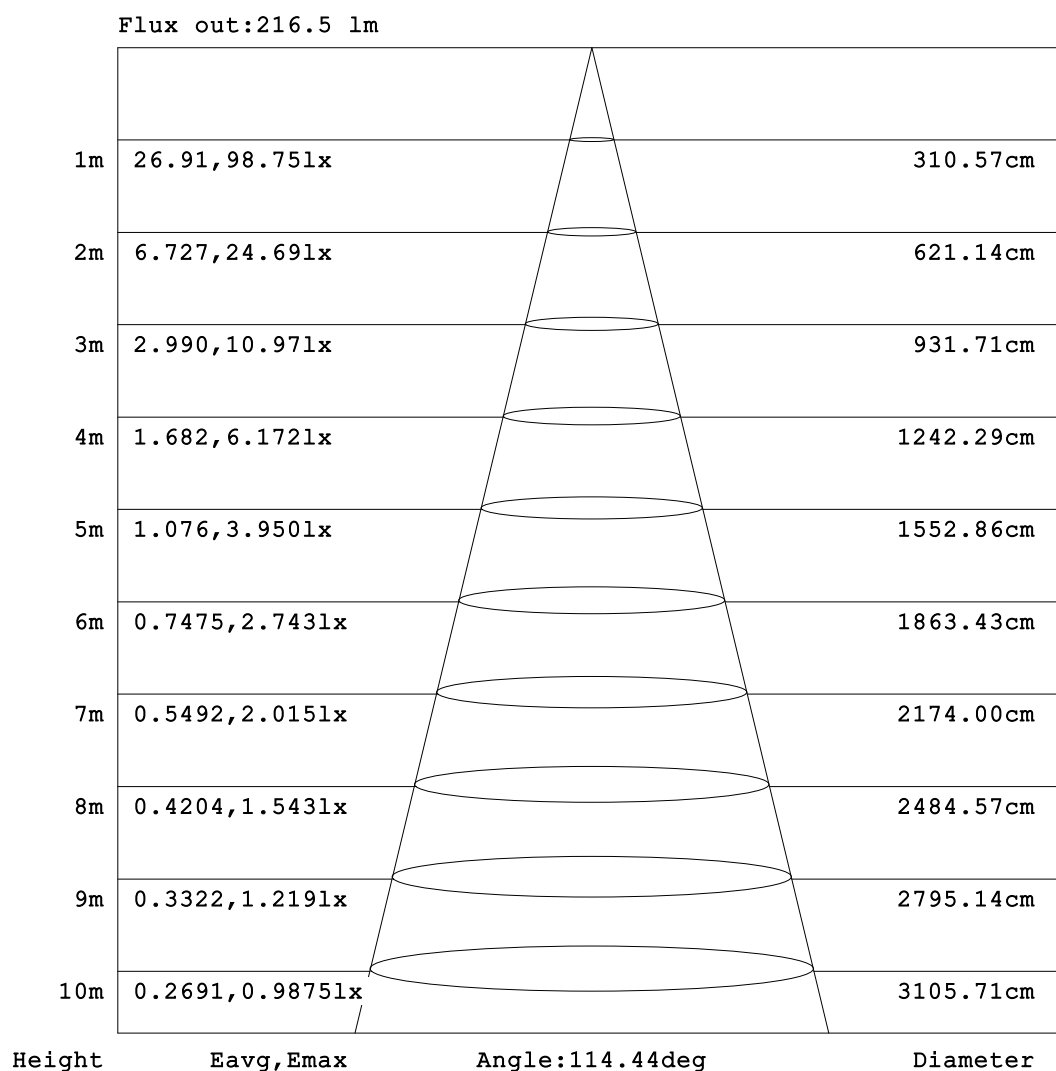 Flux out:216.5 lm
1m 26.91,98.75lx 310.57cm
2m 6.727,24.69lx 621.14cm
3m 2.990,10.97lx 931.71cm
4m 1.682,6.172lx 1242.29cm
5m 1.076,3.950lx 1552.86cm
6m 0.7475,2.743lx 1863.43cm
7m 0.5492,2.015lx 2174.00cm
8m 0.4204,1.543lx 2484.57cm
9m 0.3322,1.219lx 2795.14cm
10m 0.2691,0.9875lx 3105.71cm
Height Eavg,Emax Angle:114.44deg Diameter